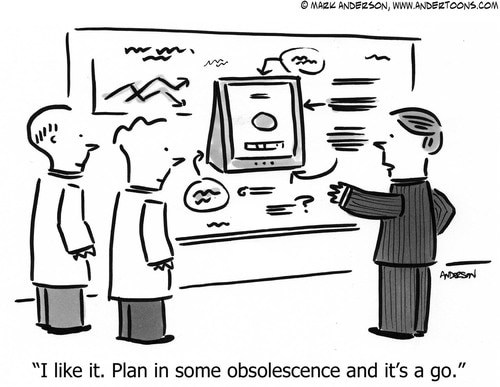 © MARK ANDERSON, WWW.ANDERTOONS.COM
?
ANDERSON
“I like it. Plan in some obsolescence and it’s a go.”